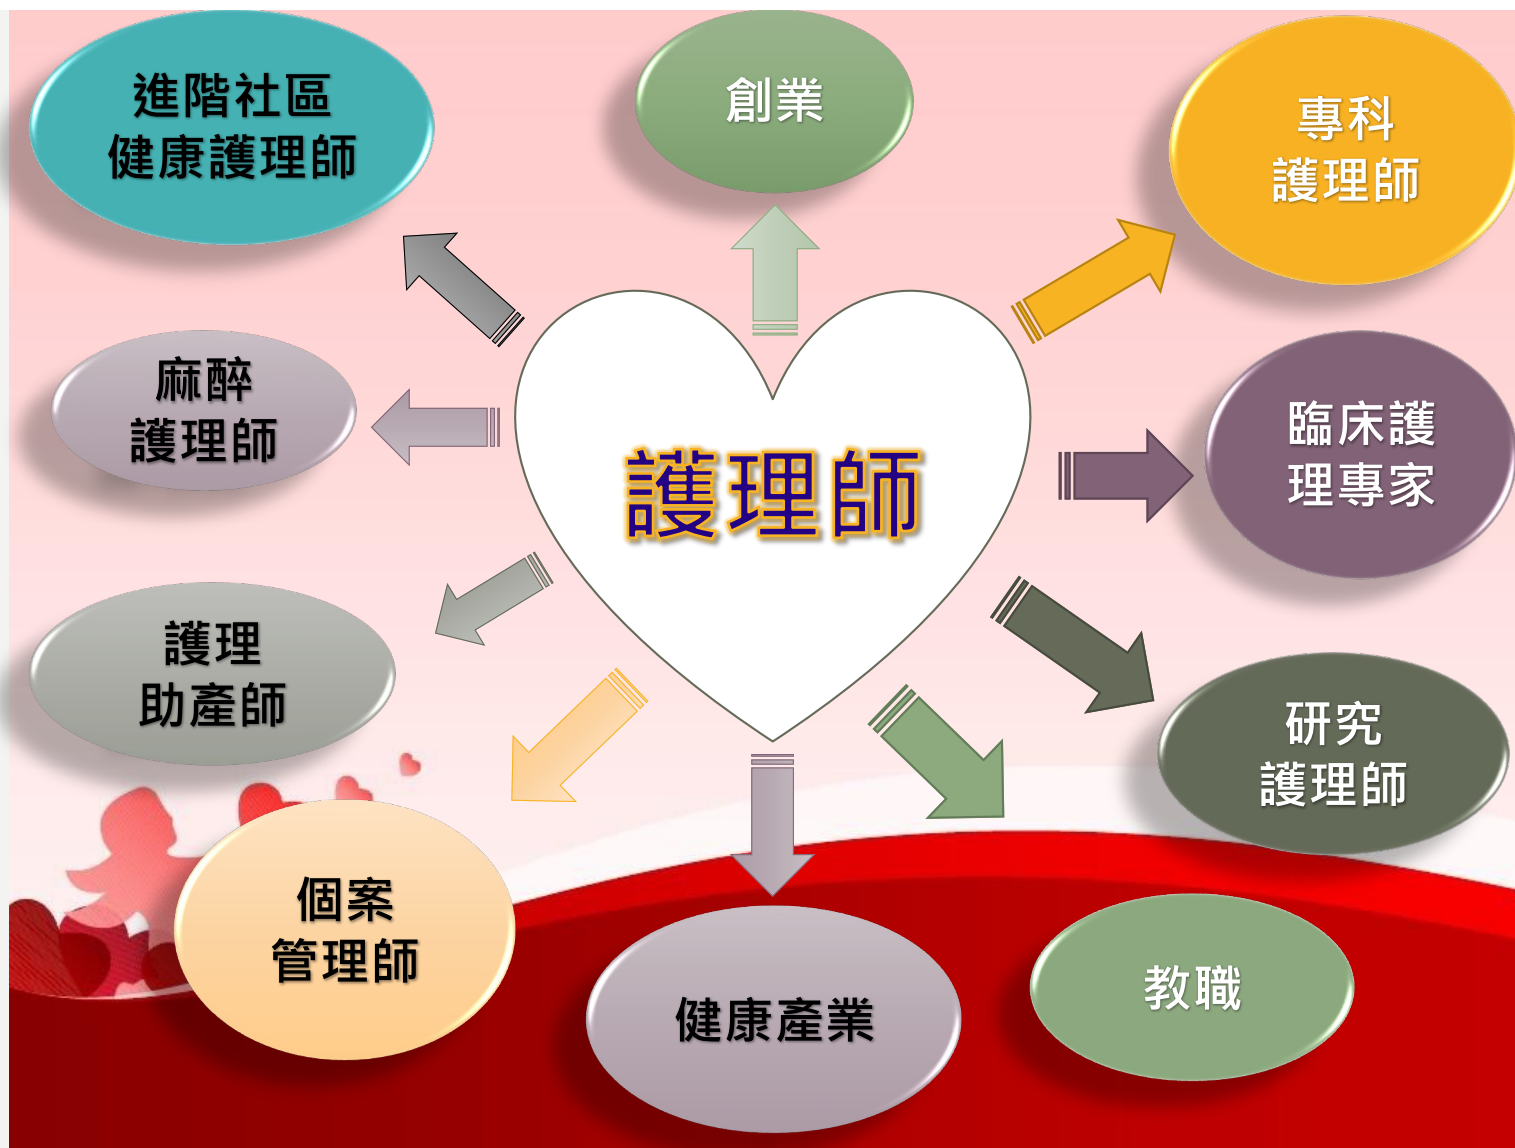 進階社區
健康護理師
創業
專科
護理師
麻醉
護理師
護理師
臨床護
理專家
護理
助產師
研究
護理師
個案
管理師
健康產業
教職